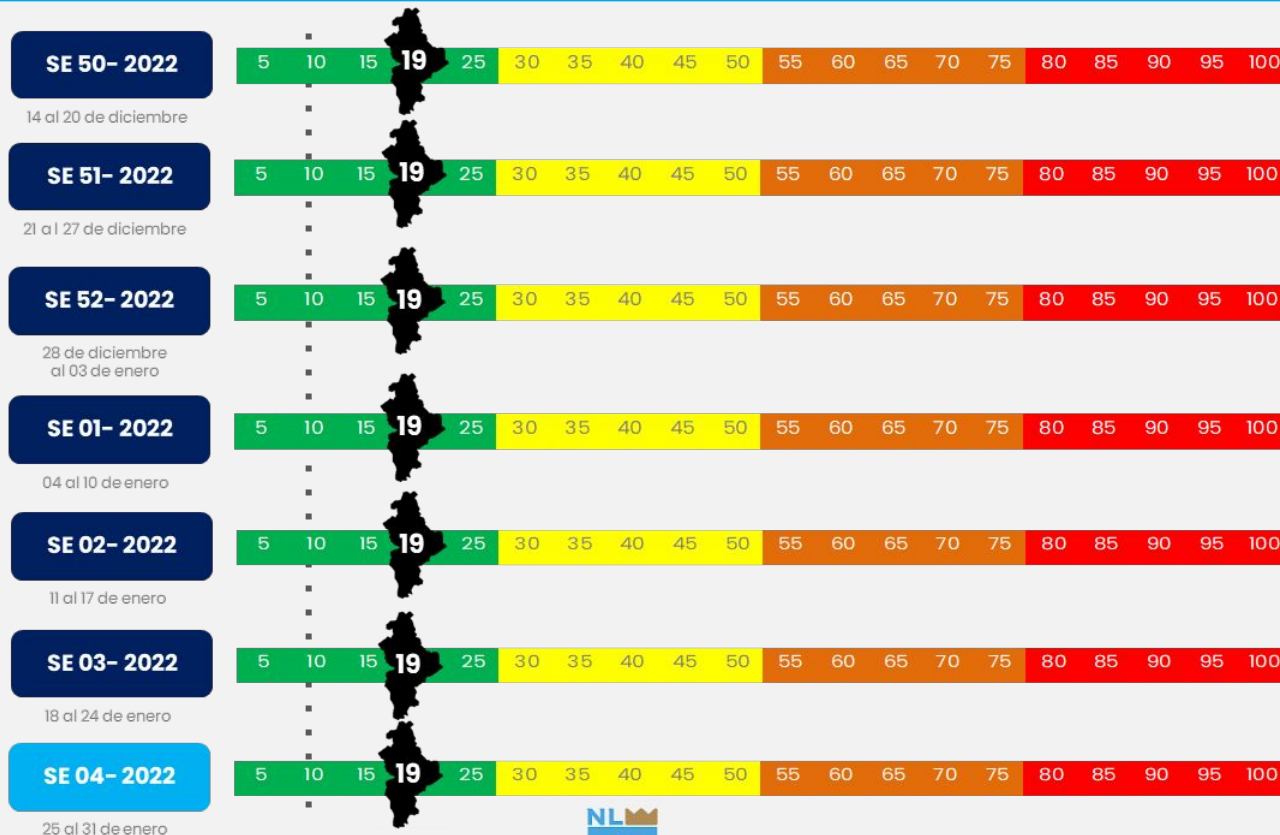 SE 50- 2022
5 10 15 19 25 30 35 40 45 50 55 60 65 70 75 80 85 90 95 100
14 al 20 de diciembre
SE 51- 2022
5 10 15 19 25 30 35 40 45 50 55 60 65 70 75 80 85 90 95 100
21 al 27 de diciembre
SE 52- 2022
5 10 15 19 25 30 35 40 45 50 55 60 65 70 75 80 85 90 95 100
28 de diciembre
al 03 de enero
SE 01- 2022
5 10 15 19 25 30 35 40 45 50 55 60 65 70 75 80 85 90 95 100
04 al 10 de enero
SE 02- 2022
5 10 15 19 25 30 35 40 45 50 55 60 65 70 75 80 85 90 95 100
11 al 17 de enero
SE 03- 2022
5 10 15 19 25 30 35 40 45 50 55 60 65 70 75 80 85 90 95 100
18 al 24 de enero
SE 04- 2022
5 10 15 19 25 30 35 40 45 50 55 60 65 70 75 80 85 90 95 100
25 al 31 de enero
NL